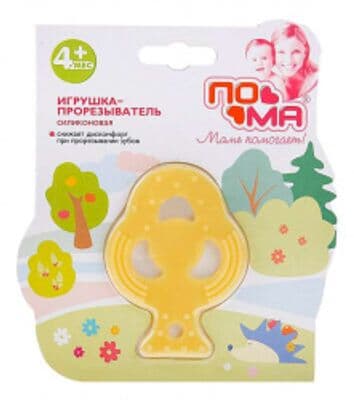 4+
МЕС
ПОМА®
Маме помогает!
ИГРУШКА-
ПРОРЕЗЫВАТЕЛЬ
СИЛИКОНОВАЯ
снижает дискомфорт
при прорезывании зубов